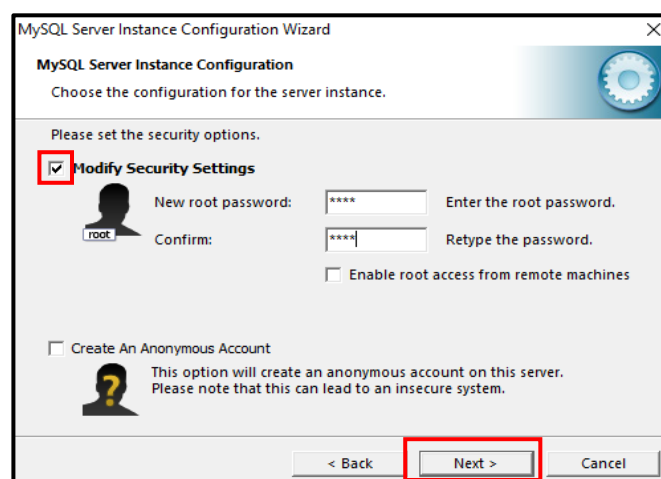 MySQL Server Instance Configuration Wizard
MySQL Server Instance Configuration
Choose the configuration for the server instance.
Please set the security options.
Modify Security Settings
New root password: **** Enter the root password.
root
Confirm: **** Retype the password.
Enable root access from remote machines
Create An Anonymous Account
This option will create an anonymous account on this server.
Please note that this can lead to an insecure system.
< Back Next > Cancel